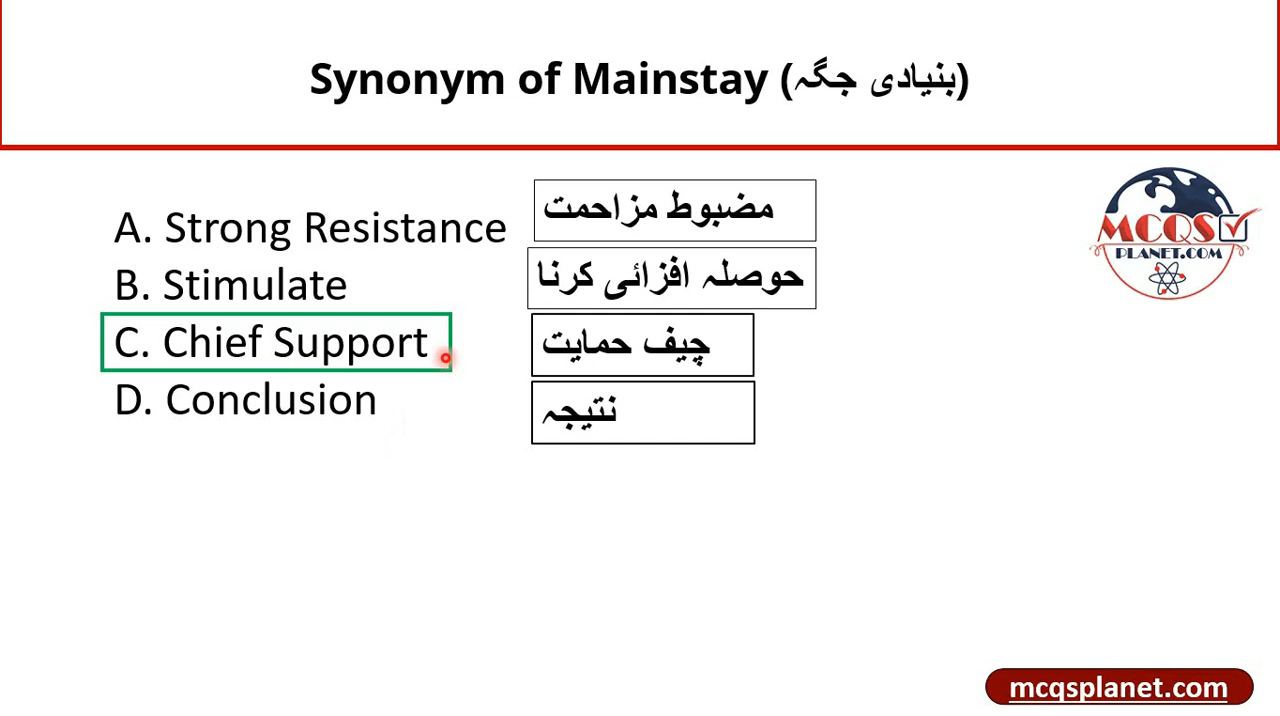 Synonym of Mainstay (بنیادی جگہ)
A. Strong Resistance
مضبوط مزاحمت
B. Stimulate
حوصلہ افزائی کرنا
C. Chief Support
چیف حمایت
D. Conclusion
نتیجہ
MCQS
PLANET.COM
mcqsplanet.com